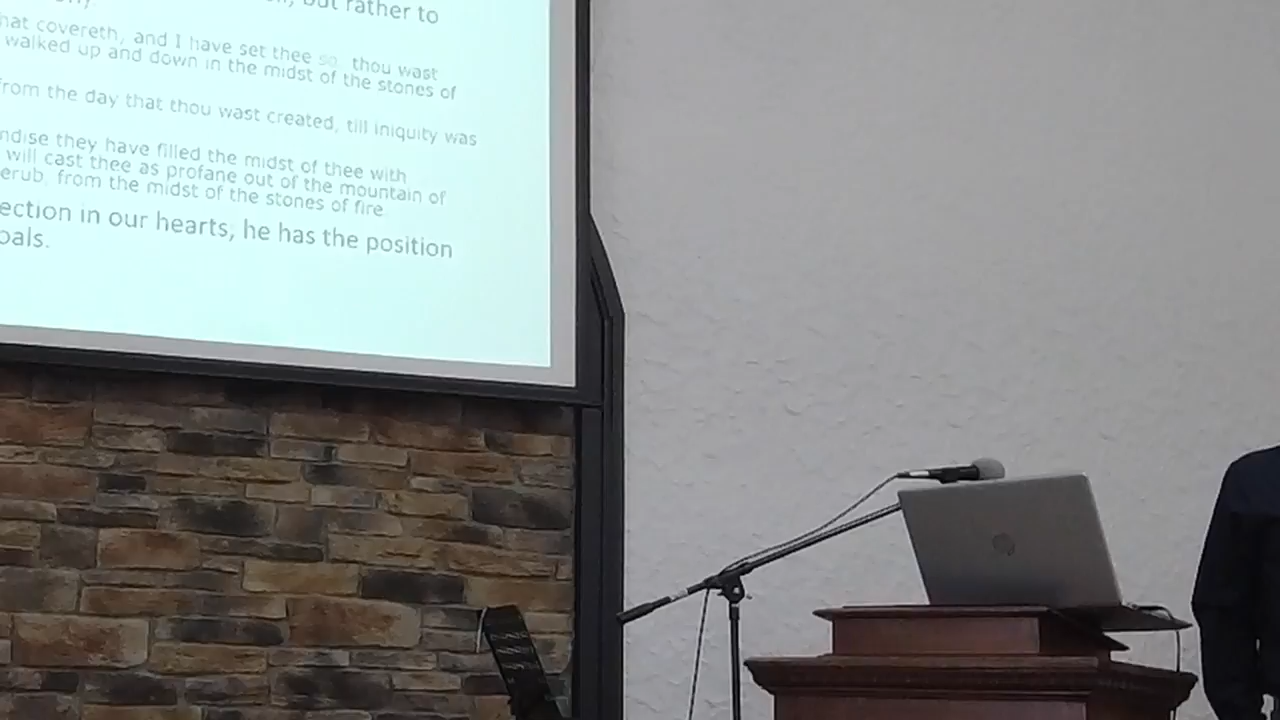 but rather to
hat covereth, and I have set thee so: thou wast
walked up and down in the midst of the stones of
from the day that thou wast created, till iniquity was
ndise they have filled the midst of thee with
will cast thee as profane out of the mountain of
erub, from the midst of the stones of fire.
ection in our hearts, he has the position
oals.
hp